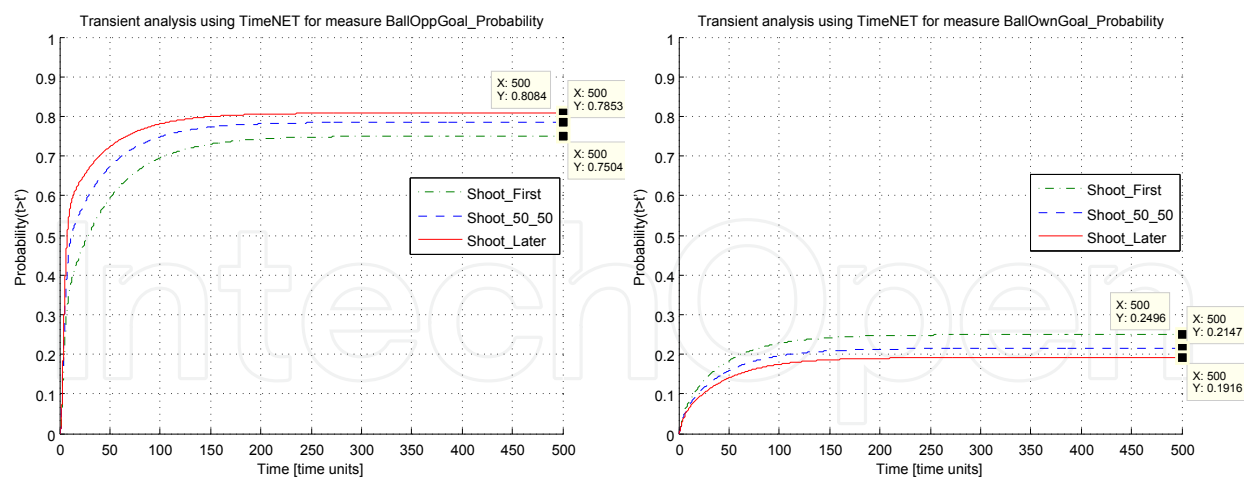 Transient analysis using TimeNET for measure BallOppGoal_Probability
1
0.9
0.8
0.7
0.6
0.5
0.4
0.3
0.2
0.1
0
Probability(t>t')
X: 500
Y: 0.8084
X: 500
Y: 0.7853
X: 500
Y: 0.7504
Shoot_First
Shoot_50_50
Shoot_Later
0 50 100 150 200 250 300 350 400 450 500
Time [time units]
Transient analysis using TimeNET for measure BallOwnGoal_Probability
1
0.9
0.8
0.7
0.6
0.5
0.4
0.3
0.2
0.1
0
Probability(t>t')
Shoot_First
Shoot_50_50
Shoot_Later
X: 500
Y: 0.2496
X: 500
Y: 0.2147
X: 500
Y: 0.1916
0 50 100 150 200 250 300 350 400 450 500
Time [time units]
IntechOpen